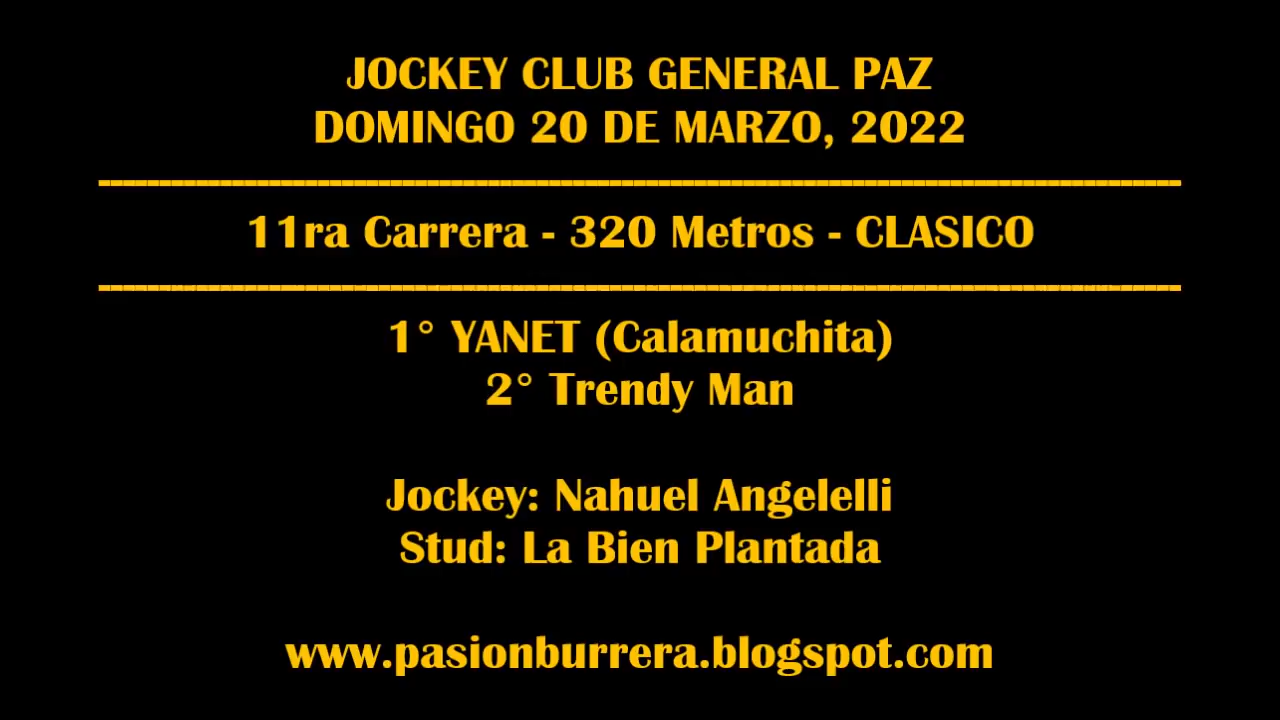 JOCKEY CLUB GENERAL PAZ
DOMINGO 20 DE MARZO, 2022
11ra Carrera - 320 Metros - CLASICO
1° YANET (Calamuchita)
2° Trendy Man
Jockey: Nahuel Angelelli
Stud: La Bien Plantada
www.pasionburrera.blogspot.com